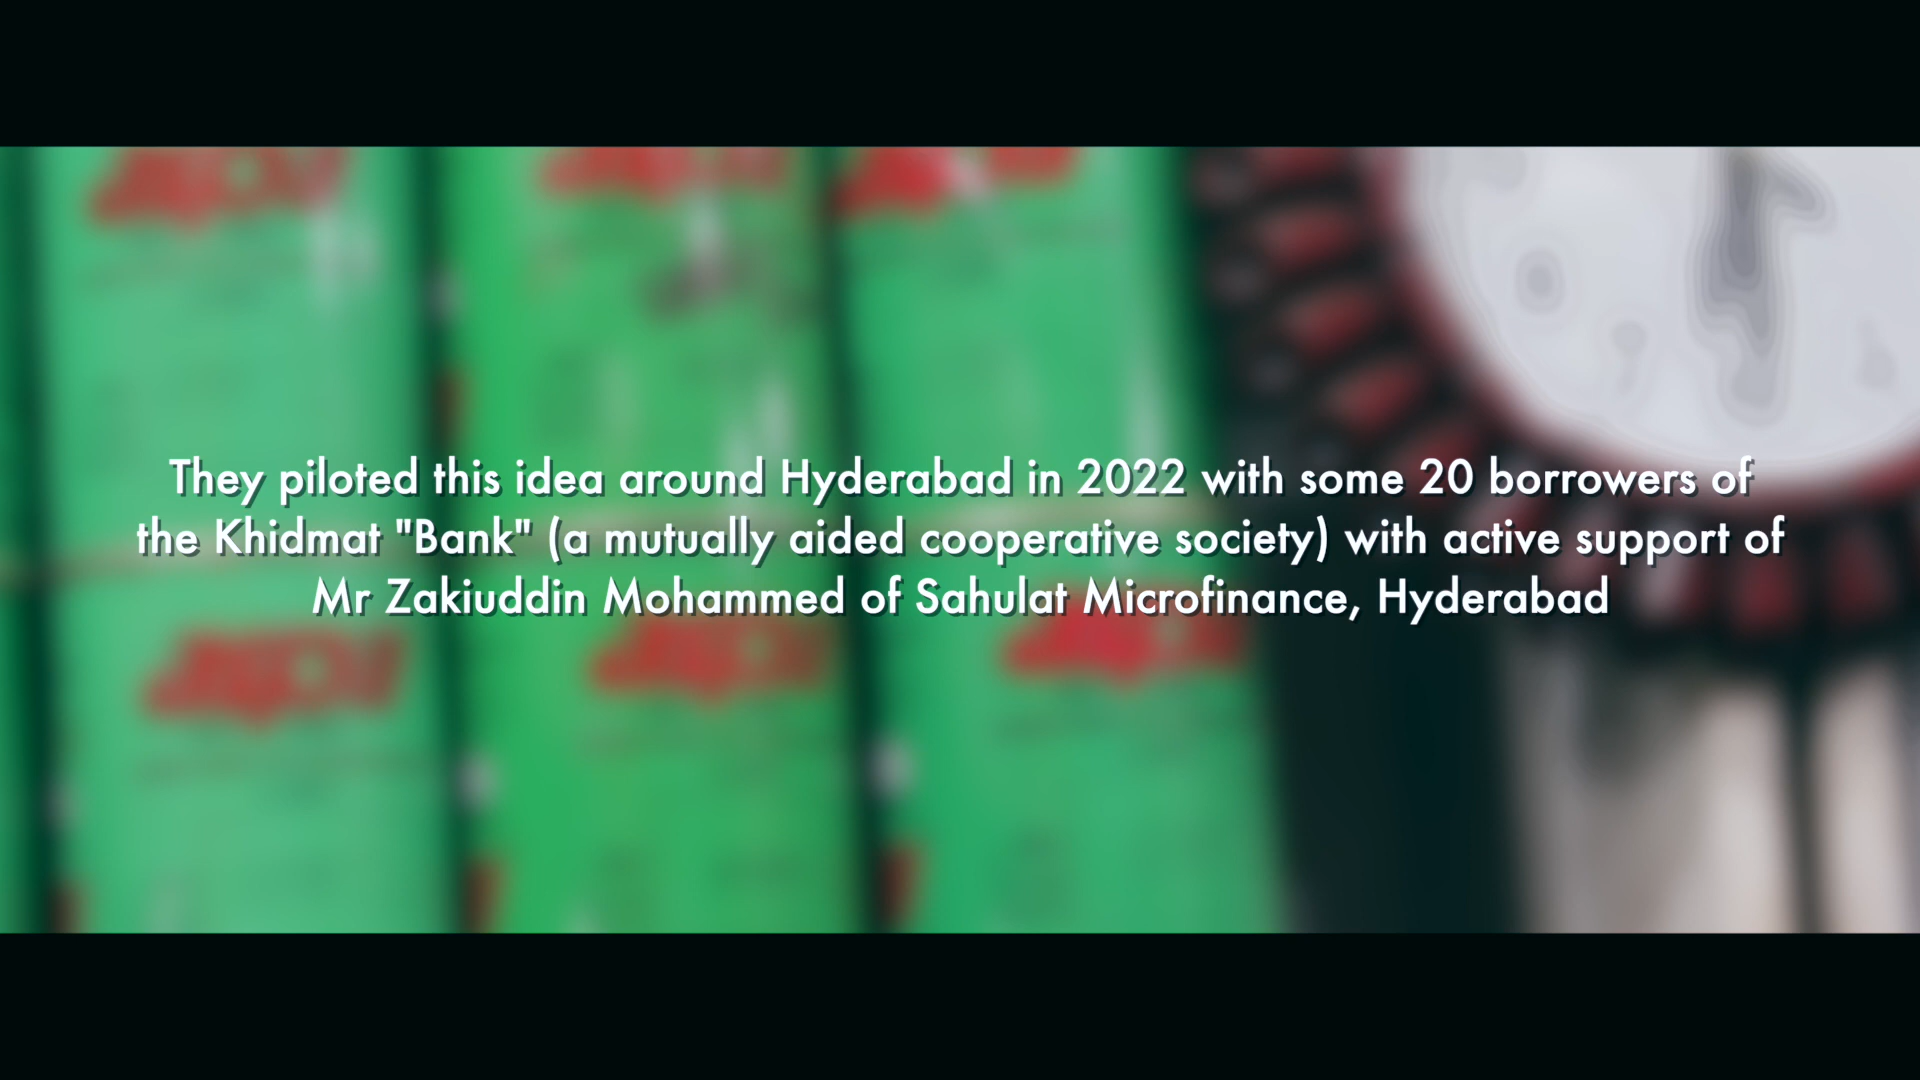 They piloted this idea around Hyderabad in 2022 with some 20 borrowers of
the Khidmat "Bank" (a mutually aided cooperative society) with active support of
Mr Zakiuddin Mohammed of Sahulat Microfinance, Hyderabad